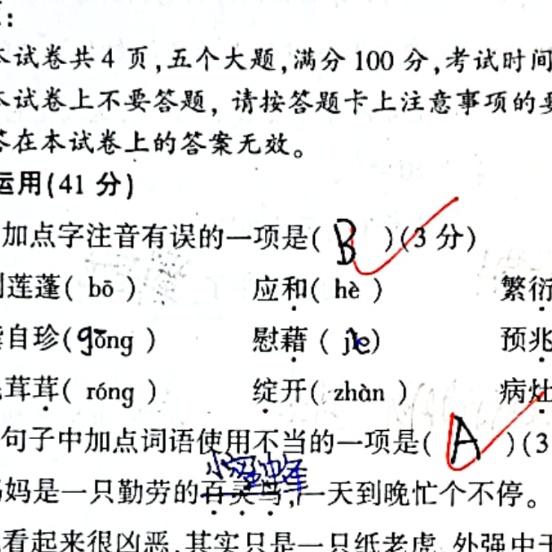 本试卷共4页,五个大题,满分100分,考试时间
本试卷上不要答题,请按答题卡上注意事项的要
答在本试卷上的答案无效。
运用(41分)
加点字注音有误的一项是( B )(3分)
莲蓬( bō ) 应和( hè ) 繁衍
自珍( gǒng ) 慰藉( jiè ) 预兆
茸茸( róng ) 绽开( zhàn ) 病灶
句子中加点词语使用不当的一项是( A )(3
妈妈是一只勤劳的百灵鸟,一天到晚忙个不停。
看起来很凶恶,其实只是一只纸老虎,外强中干